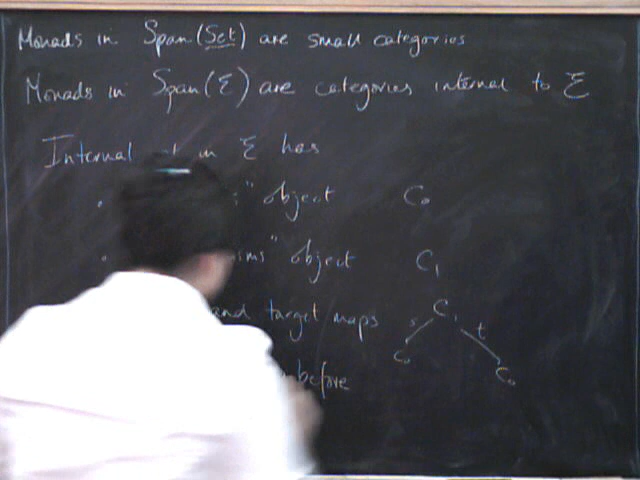 Monads in Span(Set) are small categories
Monads in Span(ℰ) are categories internal to ℰ
Internal in ℰ has
" object C₀
" object C₁
and target maps C₁
s t
C₀ C₀
before